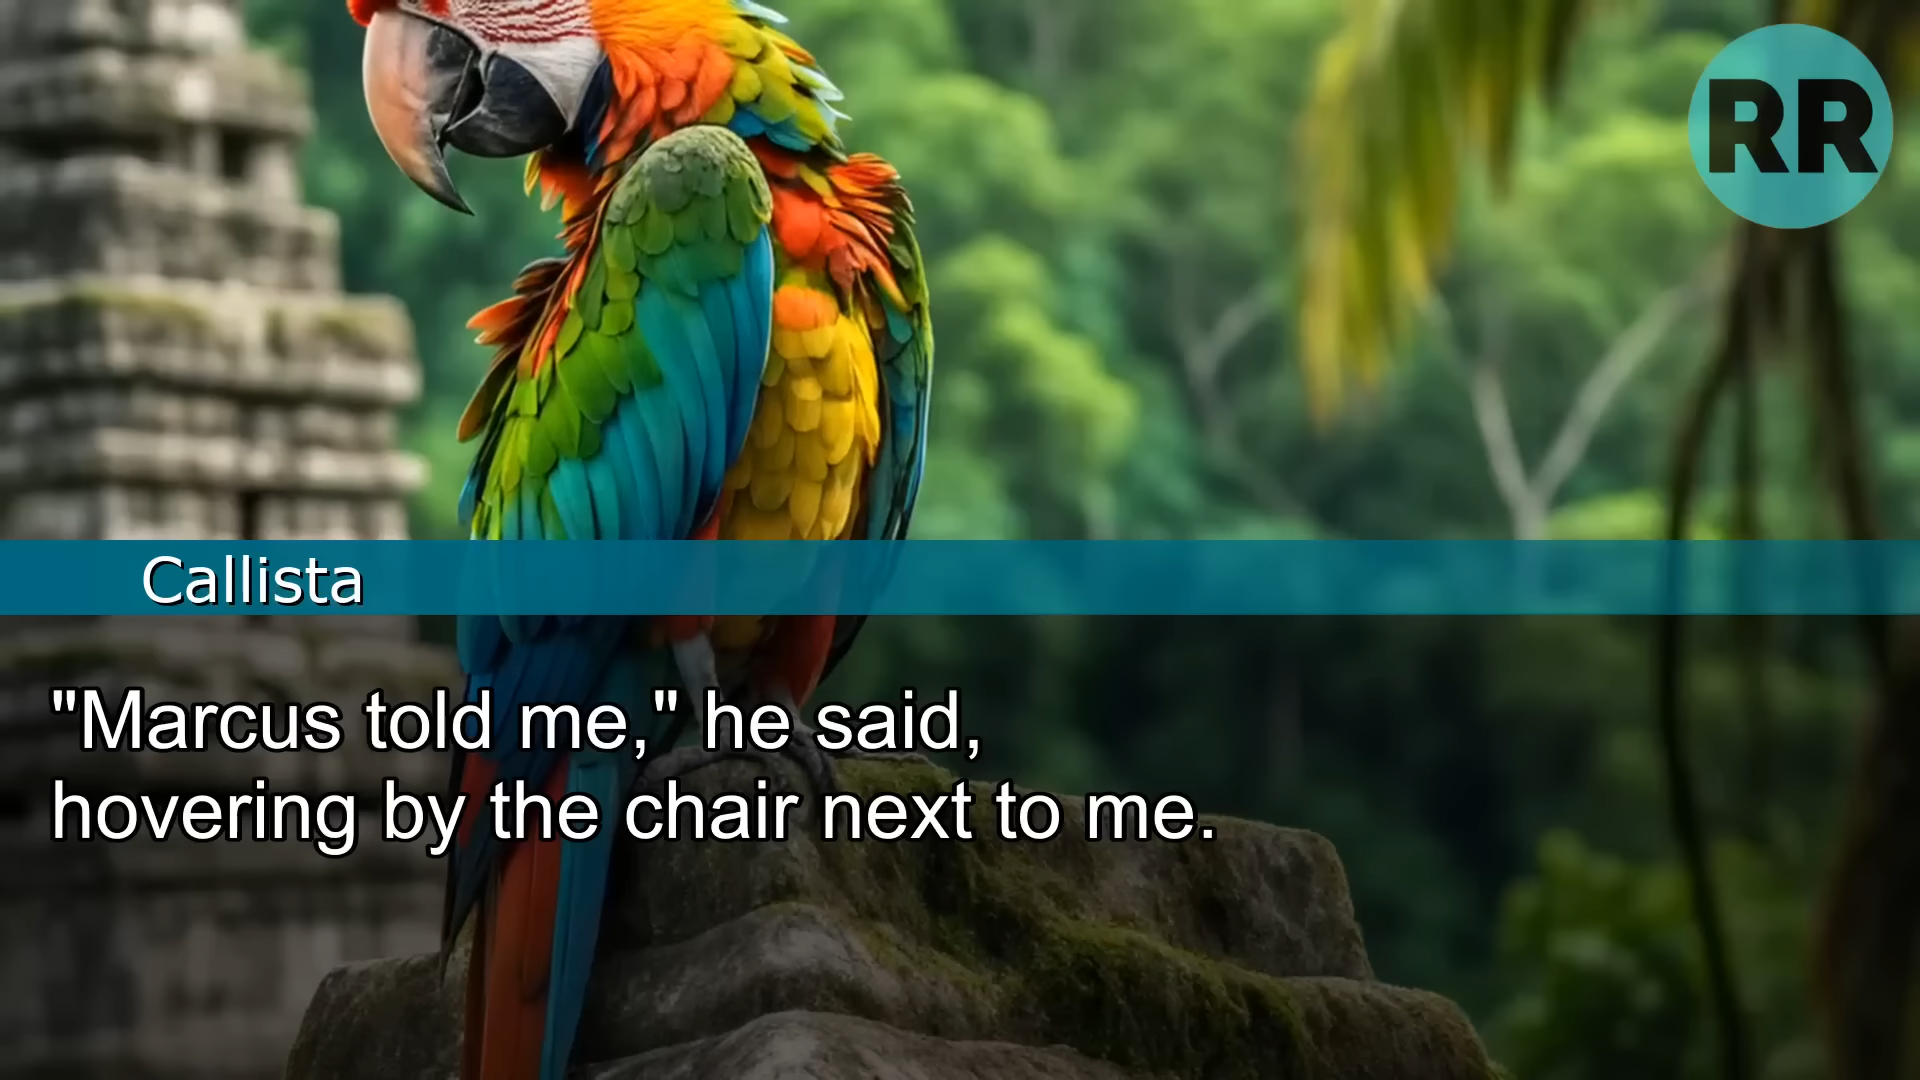 RR
Callista
"Marcus told me," he said,
hovering by the chair next to me.